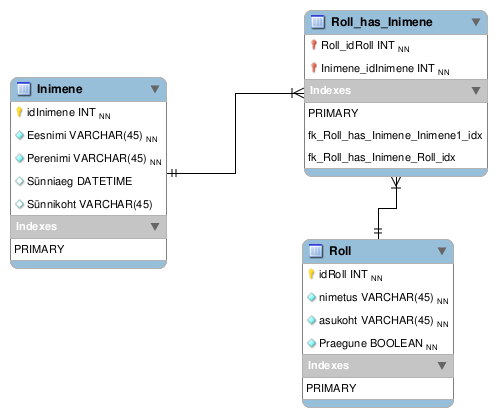 Inimene
idInimene INT NN
Eesnimi VARCHAR(45) NN
Perenimi VARCHAR(45) NN
Sünniaeg DATETIME
Sünnikoht VARCHAR(45)
Indexes
PRIMARY
Roll_has_Inimene
Roll_idRoll INT NN
Inimene_idInimene INT NN
Indexes
PRIMARY
fk_Roll_has_Inimene_Inimene1_idx
fk_Roll_has_Inimene_Roll_idx
Roll
idRoll INT NN
nimetus VARCHAR(45) NN
asukoht VARCHAR(45) NN
Praegune BOOLEAN NN
Indexes
PRIMARY